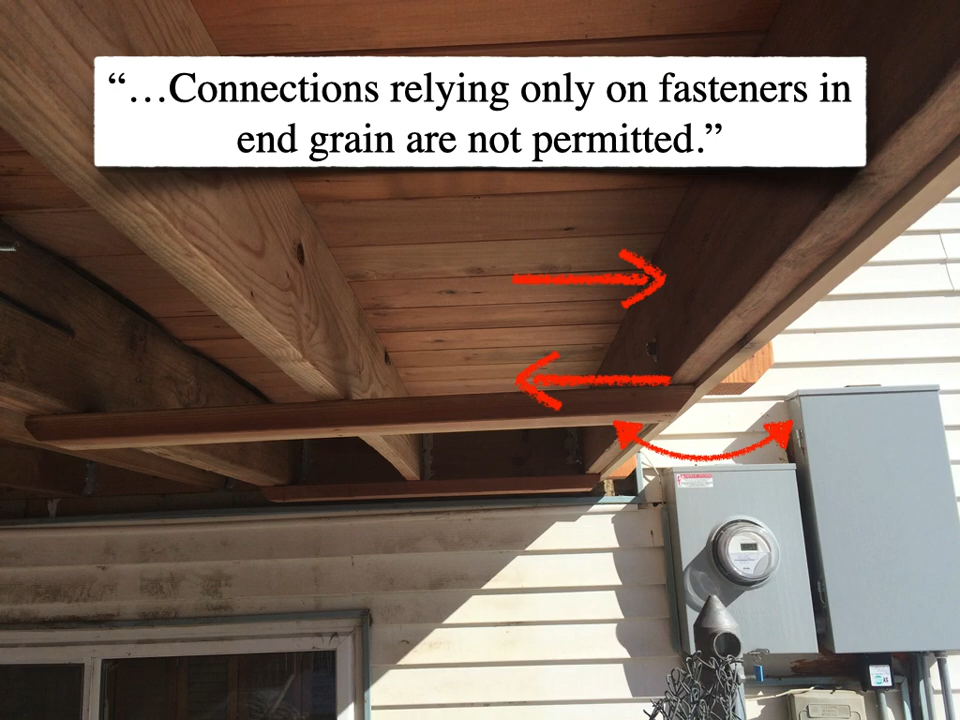 “…Connections relying only on fasteners in
end grain are not permitted.”